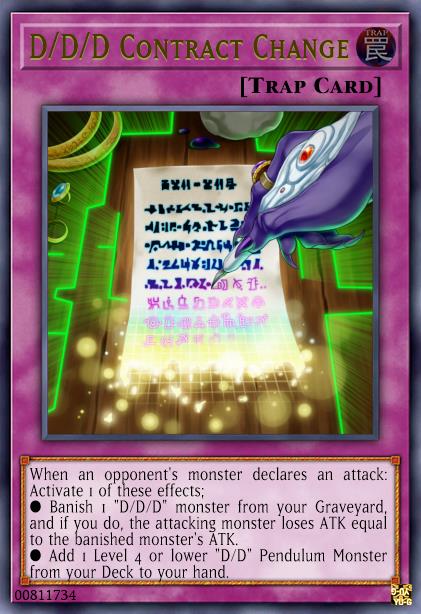 D/D/D CONTRACT CHANGE
TRAP
罠
[TRAP CARD]
When an opponent's monster declares an attack:
Activate 1 of these effects;
● Banish 1 "D/D/D" monster from your Graveyard,
and if you do, the attacking monster loses ATK equal
to the banished monster's ATK.
● Add 1 Level 4 or lower "D/D" Pendulum Monster
from your Deck to your hand.
00811734